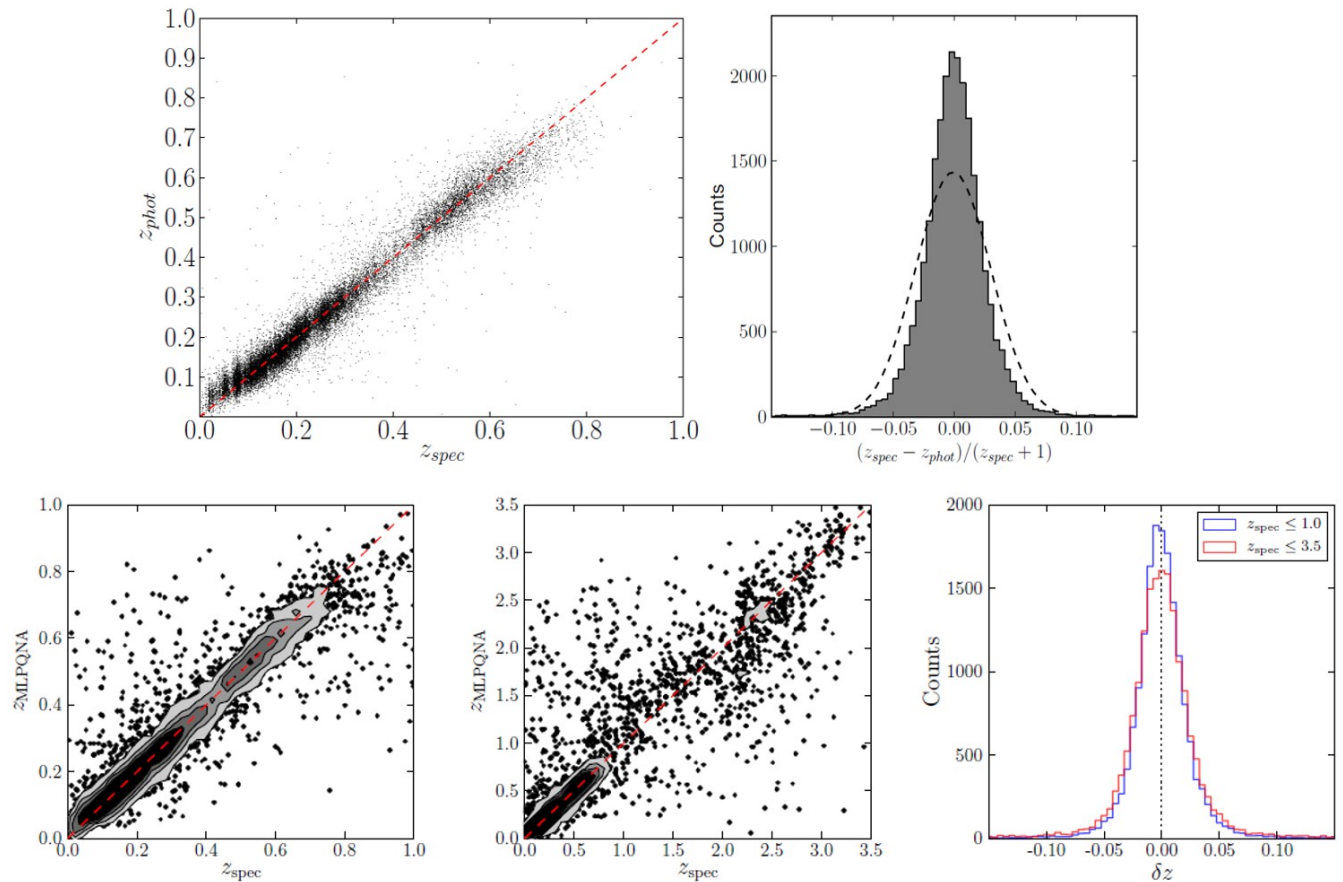 1.0
0.9
0.8
0.7
0.6
0.5
0.4
0.3
0.2
0.1
z_phot
0.0 0.2 0.4 0.6 0.8 1.0
z_spec
2000
1500
1000
500
0
Counts
−0.10 −0.05 0.00 0.05 0.10
(z_spec − z_phot)/(z_spec + 1)
1.0
0.8
0.6
0.4
0.2
0.0
z_MLPQNA
0.0 0.2 0.4 0.6 0.8 1.0
z_spec
3.5
3.0
2.5
2.0
1.5
1.0
0.5
0.0
z_MLPQNA
0.0 0.5 1.0 1.5 2.0 2.5 3.0 3.5
z_spec
2000
1500
1000
500
0
Counts
z_spec ≤ 1.0
z_spec ≤ 3.5
-0.10 -0.05 0.00 0.05 0.10
δz